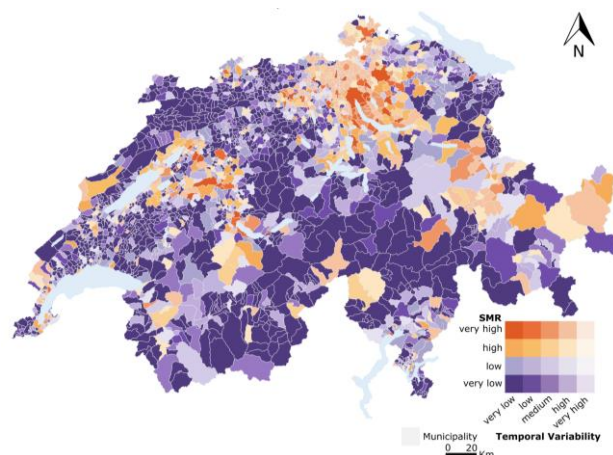 N
SMR
very high
high
low
very low
very low
low
medium
high
very high
Municipality
Temporal Variability
0 20
Km